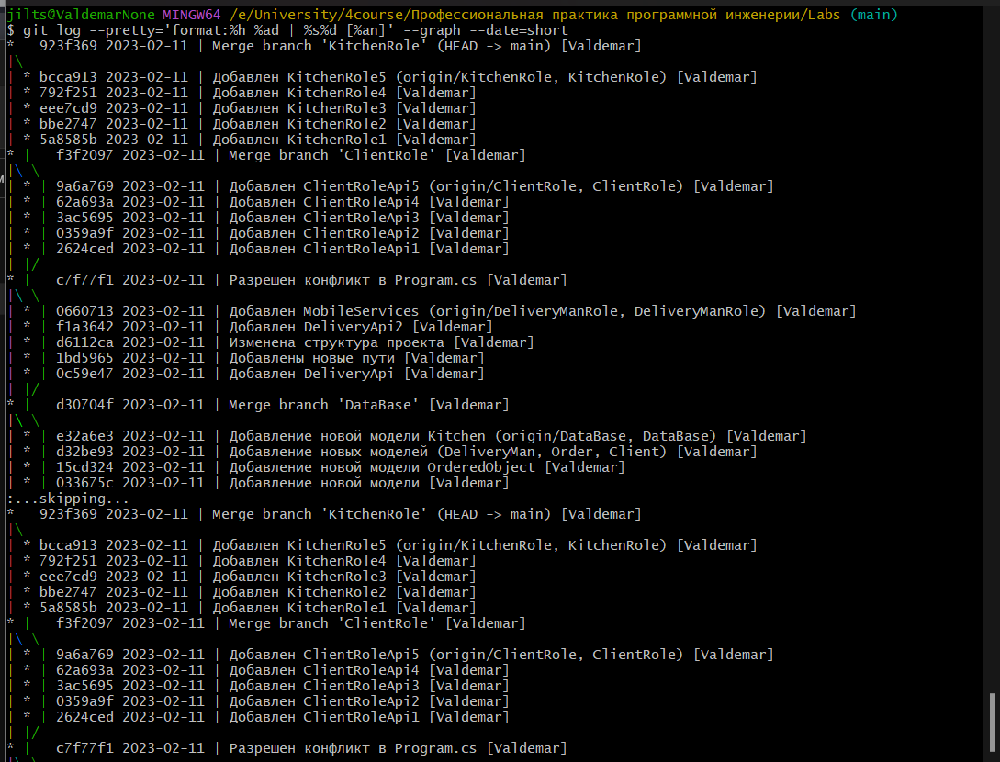 jilts@ValdemarNone MINGW64 /e/University/4course/Профессиональная практика программной инженерии/Labs (main)
$ git log --pretty='format:%h %ad | %s%d [%an]' --graph --date=short
*   923f369 2023-02-11 | Merge branch 'KitchenRole' (HEAD -> main) [Valdemar]
|\
| * bcca913 2023-02-11 | Добавлен KitchenRole5 (origin/KitchenRole, KitchenRole) [Valdemar]
| * 792f251 2023-02-11 | Добавлен KitchenRole4 [Valdemar]
| * eee7cd9 2023-02-11 | Добавлен KitchenRole3 [Valdemar]
| * bbe2747 2023-02-11 | Добавлен KitchenRole2 [Valdemar]
| * 5a8585b 2023-02-11 | Добавлен KitchenRole1 [Valdemar]
* |   f3f2097 2023-02-11 | Merge branch 'ClientRole' [Valdemar]
|\ \
| * | 9a6a769 2023-02-11 | Добавлен ClientRoleApi5 (origin/ClientRole, ClientRole) [Valdemar]
| * | 62a693a 2023-02-11 | Добавлен ClientRoleApi4 [Valdemar]
| * | 3ac5695 2023-02-11 | Добавлен ClientRoleApi3 [Valdemar]
| * | 0359a9f 2023-02-11 | Добавлен ClientRoleApi2 [Valdemar]
| * | 2624ced 2023-02-11 | Добавлен ClientRoleApi1 [Valdemar]
| |/
* |   c7f77f1 2023-02-11 | Разрешен конфликт в Program.cs [Valdemar]
|\ \
| * | 0660713 2023-02-11 | Добавлен MobileServices (origin/DeliveryManRole, DeliveryManRole) [Valdemar]
| * | f1a3642 2023-02-11 | Добавлен DeliveryApi2 [Valdemar]
| * | d6112ca 2023-02-11 | Изменена структура проекта [Valdemar]
| * | 1bd5965 2023-02-11 | Добавлены новые пути [Valdemar]
| * | 0c59e47 2023-02-11 | Добавлен DeliveryApi [Valdemar]
| |/
* |   d30704f 2023-02-11 | Merge branch 'DataBase' [Valdemar]
|\ \
| * | e32a6e3 2023-02-11 | Добавление новой модели Kitchen (origin/DataBase, DataBase) [Valdemar]
| * | d32be93 2023-02-11 | Добавление новых моделей (DeliveryMan, Order, Client) [Valdemar]
| * | 15cd324 2023-02-11 | Добавление новой модели OrderedObject [Valdemar]
| * | 033675c 2023-02-11 | Добавление новой модели [Valdemar]
:...skipping...
*   923f369 2023-02-11 | Merge branch 'KitchenRole' (HEAD -> main) [Valdemar]
|\
| * bcca913 2023-02-11 | Добавлен KitchenRole5 (origin/KitchenRole, KitchenRole) [Valdemar]
| * 792f251 2023-02-11 | Добавлен KitchenRole4 [Valdemar]
| * eee7cd9 2023-02-11 | Добавлен KitchenRole3 [Valdemar]
| * bbe2747 2023-02-11 | Добавлен KitchenRole2 [Valdemar]
| * 5a8585b 2023-02-11 | Добавлен KitchenRole1 [Valdemar]
* |   f3f2097 2023-02-11 | Merge branch 'ClientRole' [Valdemar]
|\ \
| * | 9a6a769 2023-02-11 | Добавлен ClientRoleApi5 (origin/ClientRole, ClientRole) [Valdemar]
| * | 62a693a 2023-02-11 | Добавлен ClientRoleApi4 [Valdemar]
| * | 3ac5695 2023-02-11 | Добавлен ClientRoleApi3 [Valdemar]
| * | 0359a9f 2023-02-11 | Добавлен ClientRoleApi2 [Valdemar]
| * | 2624ced 2023-02-11 | Добавлен ClientRoleApi1 [Valdemar]
| |/
* |   c7f77f1 2023-02-11 | Разрешен конфликт в Program.cs [Valdemar]
|\ \